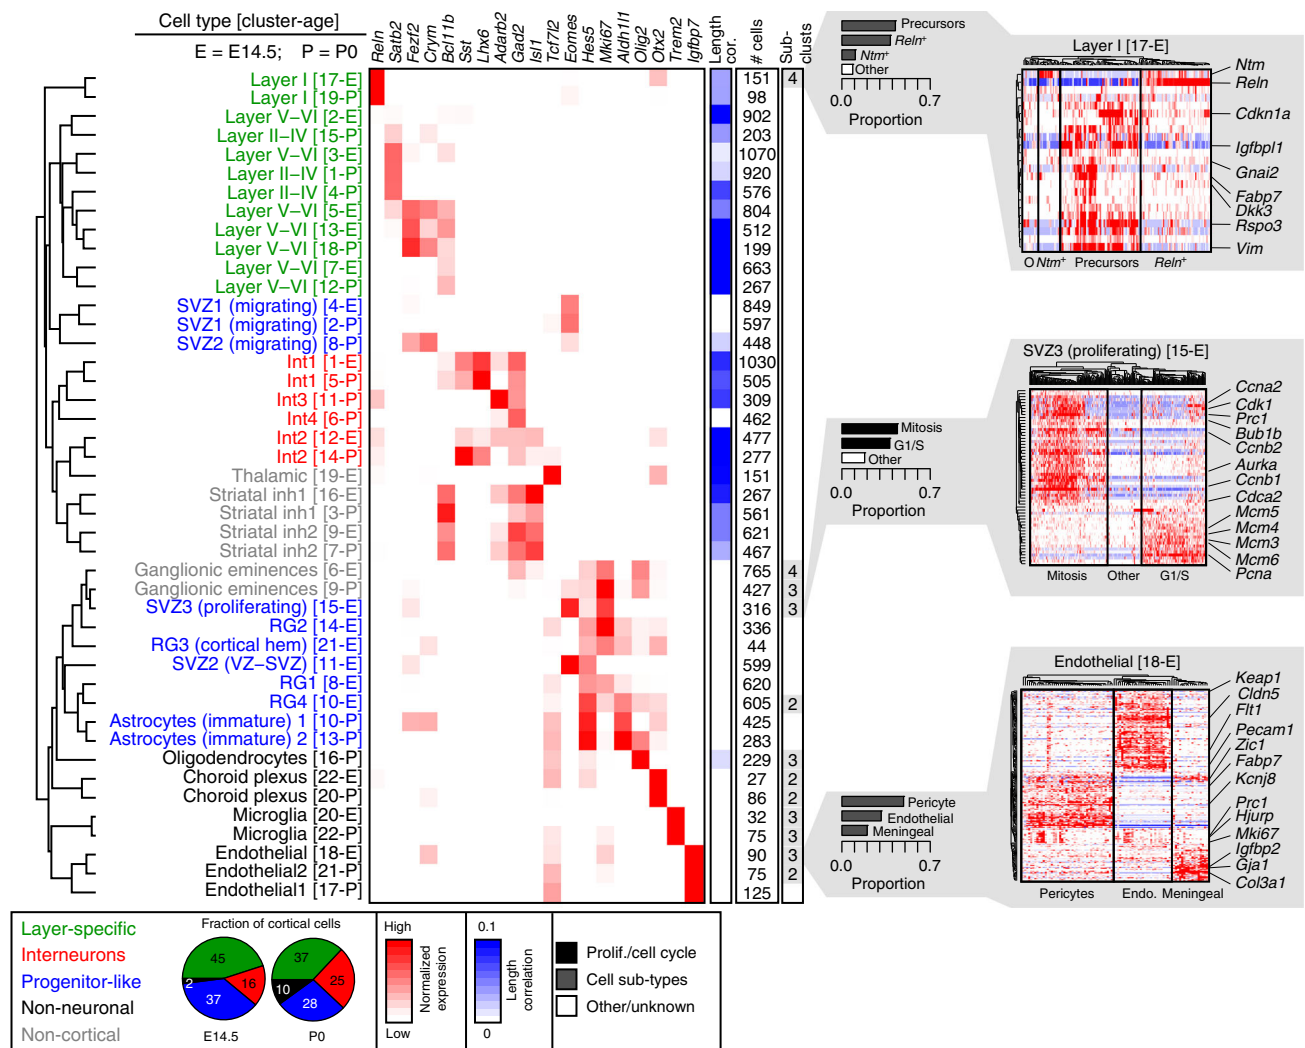 Cell type [cluster-age]
E = E14.5; P = P0
Reln
Satb2
Fezf2
Crym
Bcl11b
Sst
Lhx6
Adarb2
Gad2
Isl1
Tcf7l2
Eomes
Hes5
Mki67
Aldh1l1
Olig2
Otx2
Trem2
Igfbp7
Length cor.
# cells
Sub-clusts
Layer I [17-E] 151 4
Layer I [19-P] 98
Layer V–VI [2-E] 902
Layer II–IV [15-P] 203
Layer V–VI [3-E] 1070
Layer II–IV [1-P] 920
Layer II–IV [4-P] 576
Layer V–VI [5-E] 804
Layer V–VI [13-E] 512
Layer V–VI [18-P] 199
Layer V–VI [7-E] 663
Layer V–VI [12-P] 267
SVZ1 (migrating) [4-E] 849
SVZ1 (migrating) [2-P] 597
SVZ2 (migrating) [8-P] 448
Int1 [1-E] 1030
Int1 [5-P] 505
Int3 [11-P] 309
Int4 [6-P] 462
Int2 [12-E] 477
Int2 [14-P] 277
Thalamic [19-E] 151
Striatal inh1 [16-E] 267
Striatal inh1 [3-P] 561
Striatal inh2 [9-E] 621
Striatal inh2 [7-P] 467
Ganglionic eminences [6-E] 765 4
Ganglionic eminences [9-P] 427 3
SVZ3 (proliferating) [15-E] 316 3
RG2 [14-E] 336
RG3 (cortical hem) [21-E] 44
SVZ2 (VZ–SVZ) [11-E] 599
RG1 [8-E] 620
RG4 [10-E] 605 2
Astrocytes (immature) 1 [10-P] 425
Astrocytes (immature) 2 [13-P] 283
Oligodendrocytes [16-P] 229 3
Choroid plexus [22-E] 27 2
Choroid plexus [20-P] 86 2
Microglia [20-E] 32 3
Microglia [22-P] 75 3
Endothelial [18-E] 90 3
Endothelial2 [21-P] 75 2
Endothelial1 [17-P] 125
Precursors
Reln+
Ntm+
Other
0.0 0.7
Proportion
Layer I [17-E]
Ntm
Reln
Cdkn1a
Igfbpl1
Gnai2
Fabp7
Dkk3
Rspo3
Vim
O Ntm+ Precursors Reln+
Mitosis
G1/S
Other
0.0 0.7
Proportion
SVZ3 (proliferating) [15-E]
Ccna2
Cdk1
Prc1
Bub1b
Ccnb2
Aurka
Ccnb1
Cdca2
Mcm5
Mcm4
Mcm3
Mcm6
Pcna
Mitosis Other G1/S
Pericyte
Endothelial
Meningeal
0.0 0.7
Proportion
Endothelial [18-E]
Keap1
Cldn5
Flt1
Pecam1
Zic1
Fabp7
Kcnj8
Prc1
Hjurp
Mki67
Igfbp2
Gja1
Col3a1
Pericytes Endo. Meningeal
Layer-specific
Interneurons
Progenitor-like
Non-neuronal
Non-cortical
Fraction of cortical cells
45
16
37
2
E14.5
37
25
28
10
P0
High
Low
Normalized expression
0.1
0
Length correlation
Prolif./cell cycle
Cell sub-types
Other/unknown